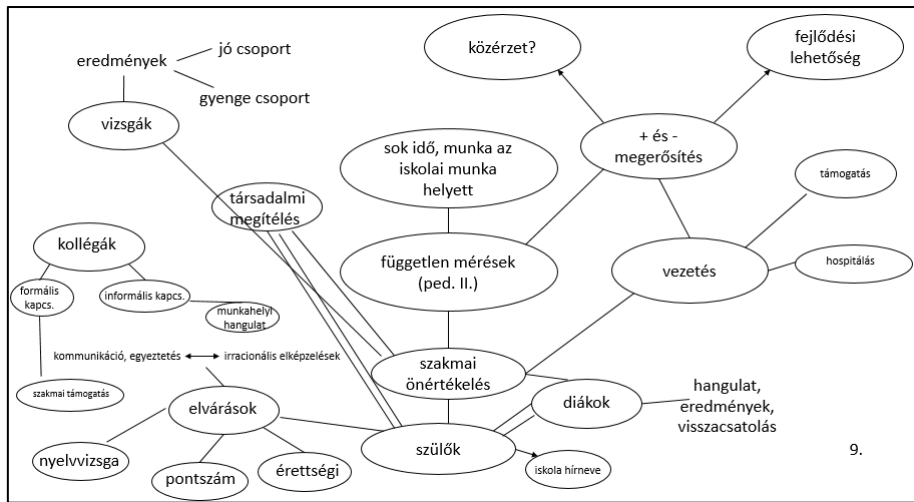 közérzet?
fejlődési
lehetőség
eredmények
jó csoport
gyenge csoport
vizsgák
+ és -
megerősítés
sok idő, munka az
iskolai munka
helyett
támogatás
társadalmi
megítélés
kollégák
független mérések
(ped. II.)
vezetés
hospitálás
formális
kapcs.
informális kapcs.
munkahelyi
hangulat
kommunikáció, egyeztetés
irracionális elképzelések
szakmai
önértékelés
szakmai támogatás
elvárások
diákok
hangulat,
eredmények,
visszacsatolás
szülők
nyelvvizsga
pontszám
érettségi
iskola hírneve
9.